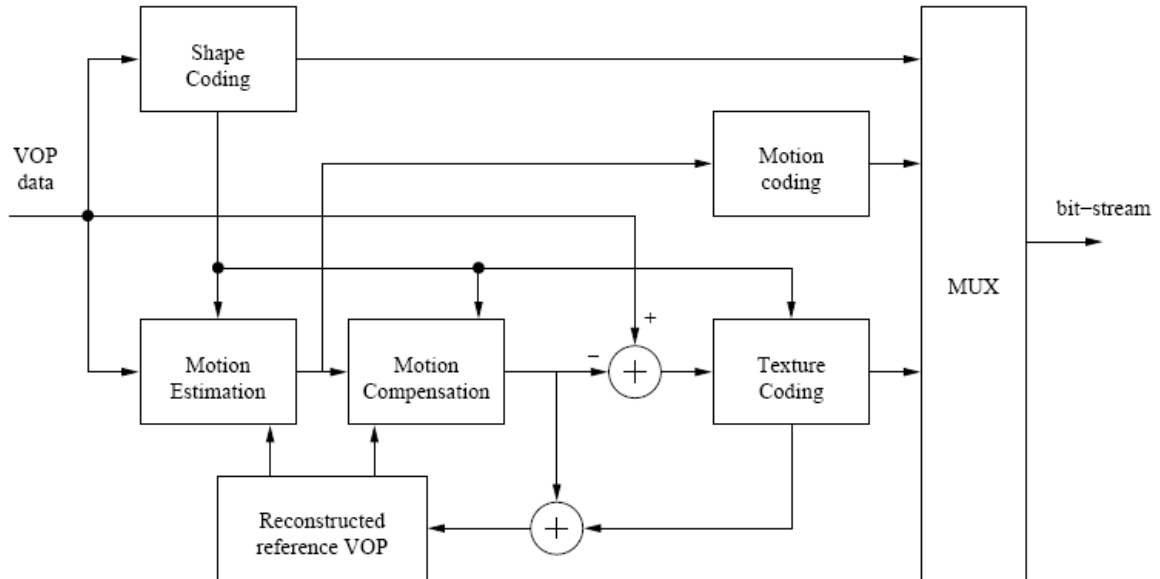 Shape
Coding
VOP
data
Motion
coding
bit−stream
MUX
+
−
+
Motion
Estimation
Motion
Compensation
Texture
Coding
Reconstructed
reference VOP
+